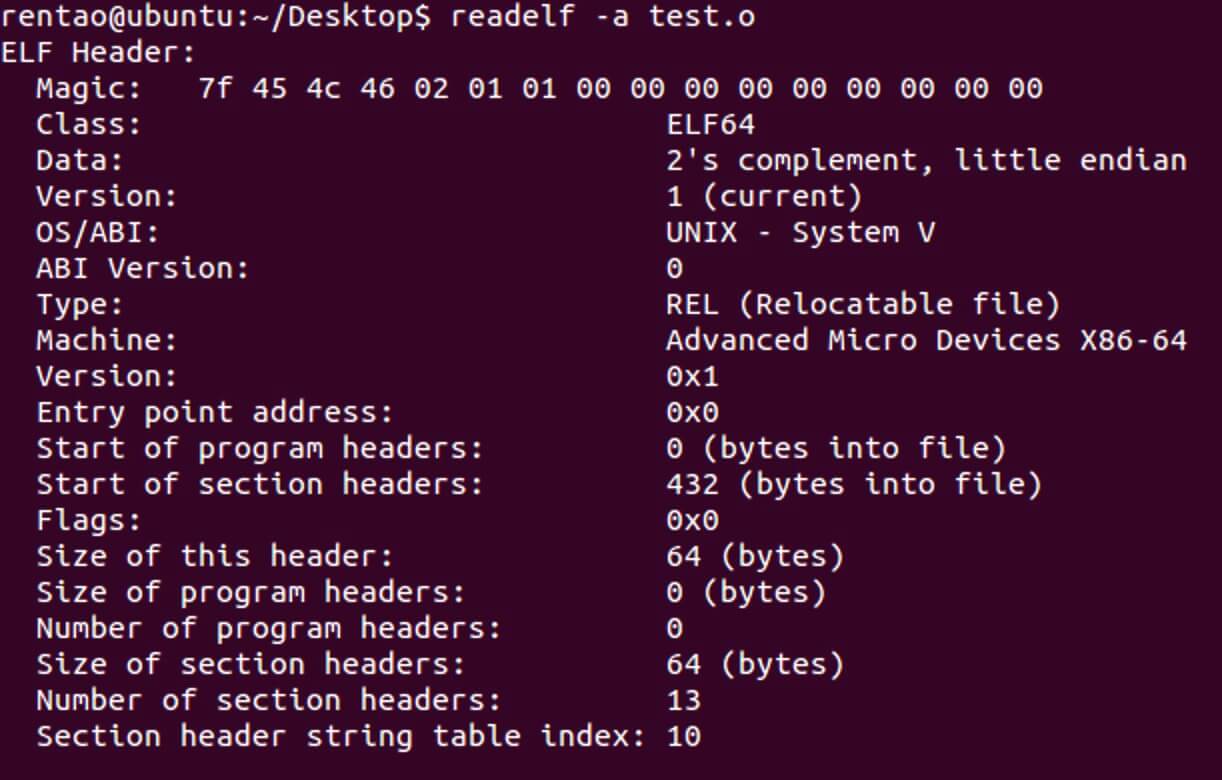 rentao@ubuntu:~/Desktop$ readelf -a test.o
ELF Header:
  Magic:   7f 45 4c 46 02 01 01 00 00 00 00 00 00 00 00 00
  Class:                             ELF64
  Data:                              2's complement, little endian
  Version:                           1 (current)
  OS/ABI:                            UNIX - System V
  ABI Version:                       0
  Type:                              REL (Relocatable file)
  Machine:                           Advanced Micro Devices X86-64
  Version:                           0x1
  Entry point address:               0x0
  Start of program headers:          0 (bytes into file)
  Start of section headers:          432 (bytes into file)
  Flags:                             0x0
  Size of this header:               64 (bytes)
  Size of program headers:           0 (bytes)
  Number of program headers:         0
  Size of section headers:           64 (bytes)
  Number of section headers:         13
  Section header string table index: 10